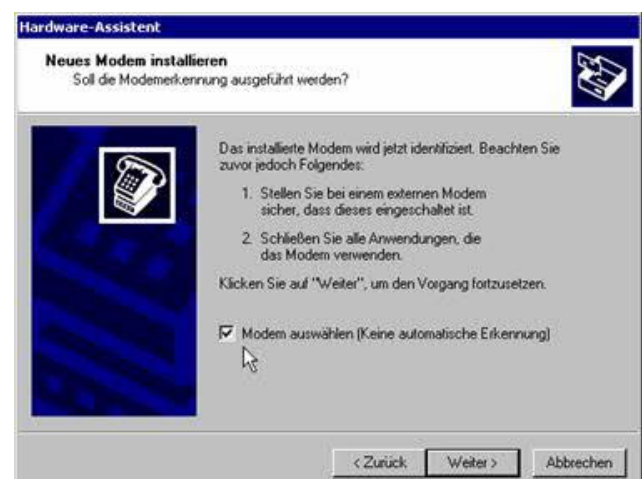 Hardware-Assistent
Neues Modem installieren
Soll die Modemerkennung ausgeführt werden?
Das installierte Modem wird jetzt identifiziert. Beachten Sie
zuvor jedoch Folgendes:
1. Stellen Sie bei einem externen Modem
sicher, dass dieses eingeschaltet ist.
2. Schließen Sie alle Anwendungen, die
das Modem verwenden.
Klicken Sie auf "Weiter", um den Vorgang fortzusetzen.
Modem auswählen (Keine automatische Erkennung)
< Zurück Weiter > Abbrechen